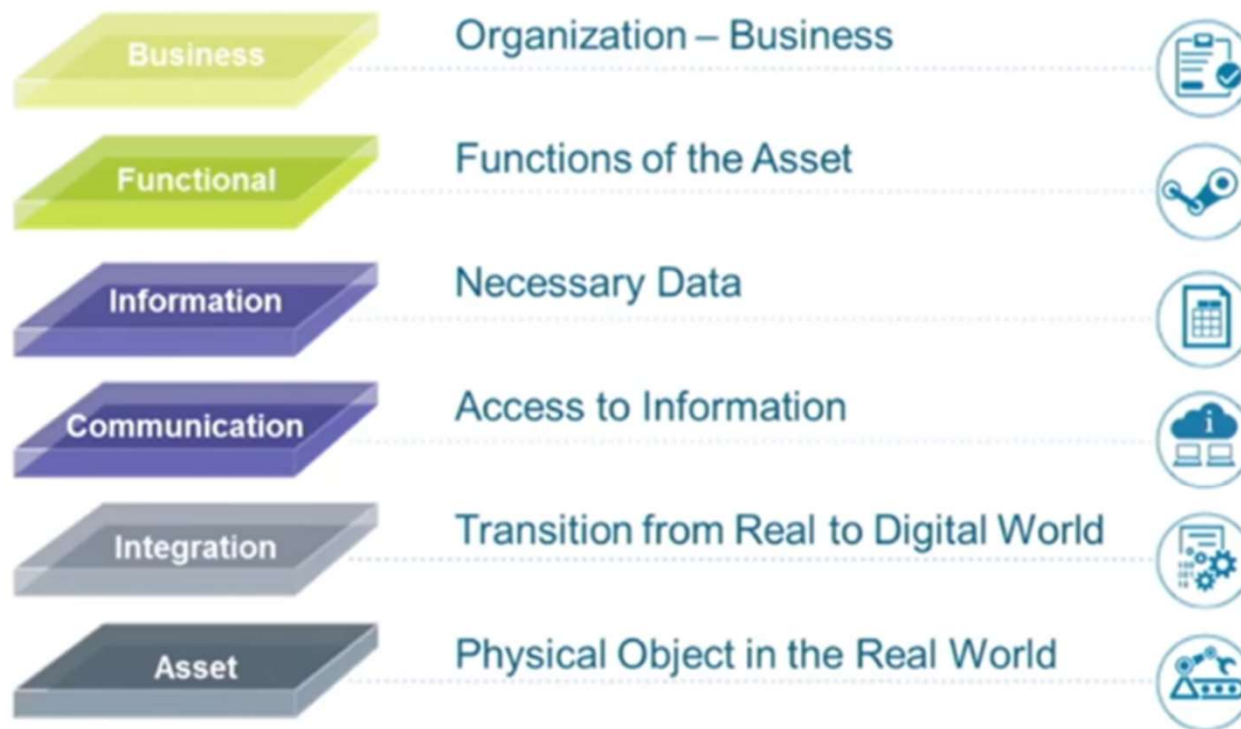 Business
Organization – Business
Functional
Functions of the Asset
Information
Necessary Data
Communication
Access to Information
i
Integration
Transition from Real to Digital World
Asset
Physical Object in the Real World